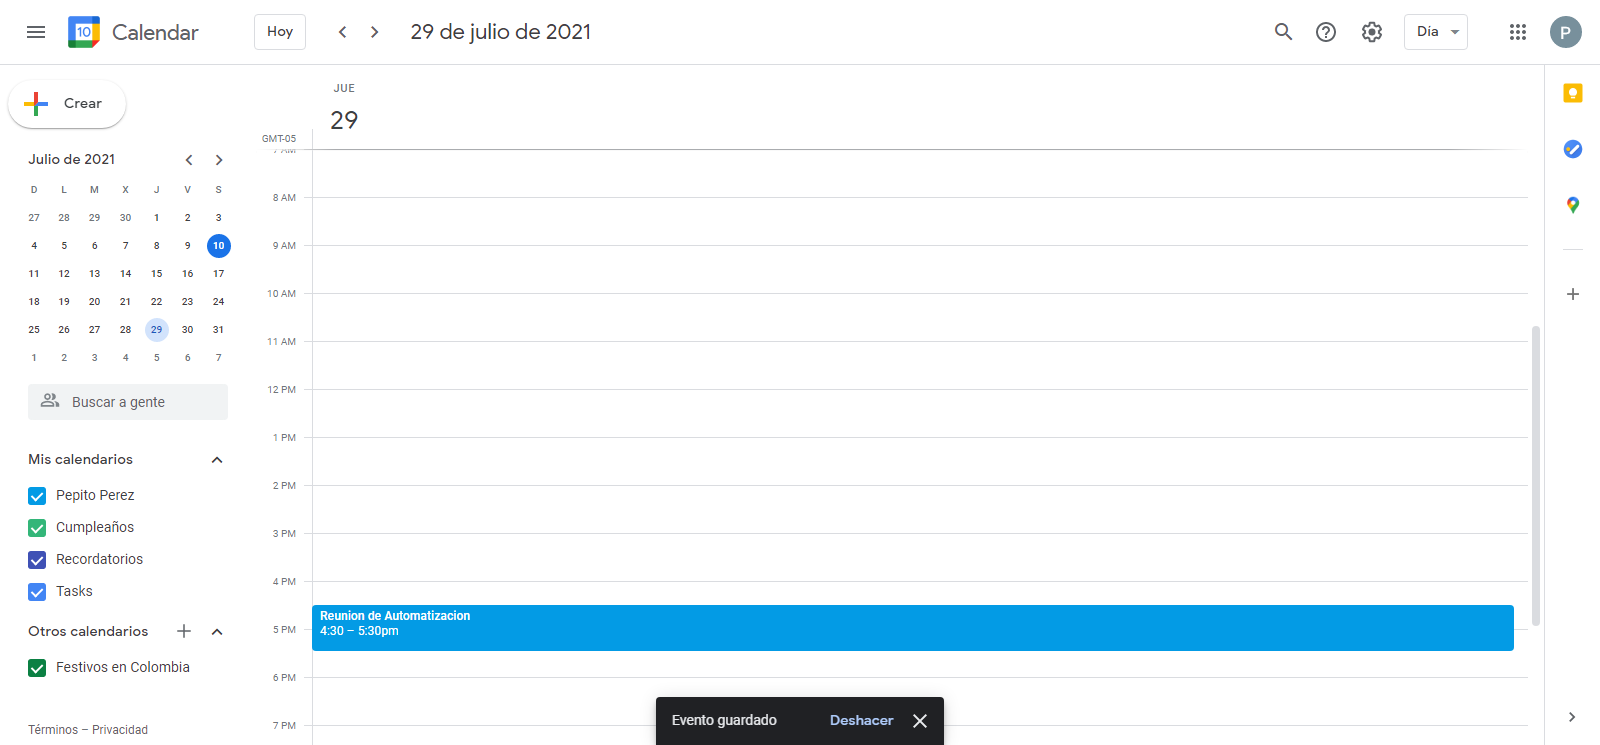 10 Calendar
Hoy
29 de julio de 2021
Día
P
Crear
JUE
29
GMT-05
7 AM
8 AM
9 AM
10 AM
11 AM
12 PM
1 PM
2 PM
3 PM
4 PM
5 PM
6 PM
7 PM
Julio de 2021
D L M X J V S
27 28 29 30 1 2 3
4 5 6 7 8 9 10
11 12 13 14 15 16 17
18 19 20 21 22 23 24
25 26 27 28 29 30 31
1 2 3 4 5 6 7
Buscar a gente
Mis calendarios
Pepito Perez
Cumpleaños
Recordatorios
Tasks
Otros calendarios
Festivos en Colombia
Términos – Privacidad
Reunion de Automatizacion
4:30 – 5:30pm
Evento guardado Deshacer